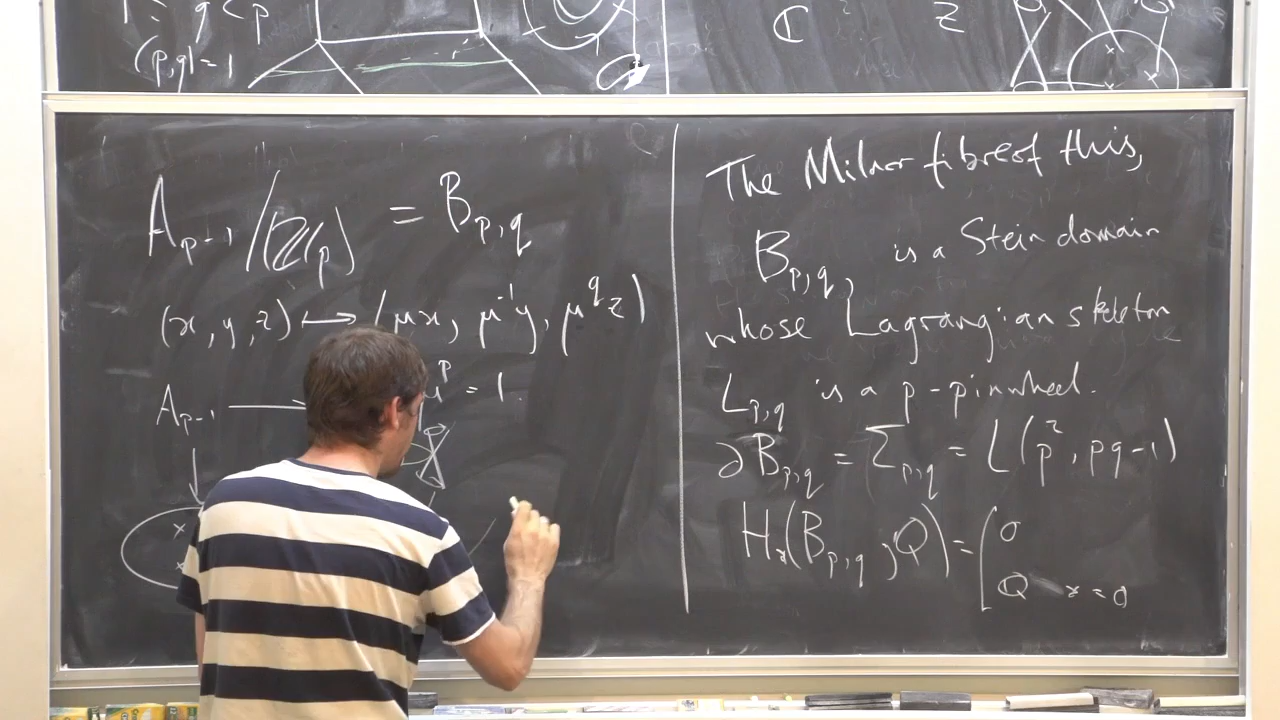 (p,q)=1
ℂ
z
A_{p-1}/(ℤ/p) = B_{p,q}
(x, y, z) ⟼ (μx, μ^{-1}y, μ^q z)
μ^p = 1.
A_{p-1} ⟶
The Milnor fibre of this,
B_{p,q}, is a Stein domain
whose Lagrangian skeleton
L_{p,q} is a p-pinwheel.
∂B_{p,q} = Σ_{p,q} = L(p², pq-1)
H_*(B_{p,q}; Q) = { 0
Q * = 0